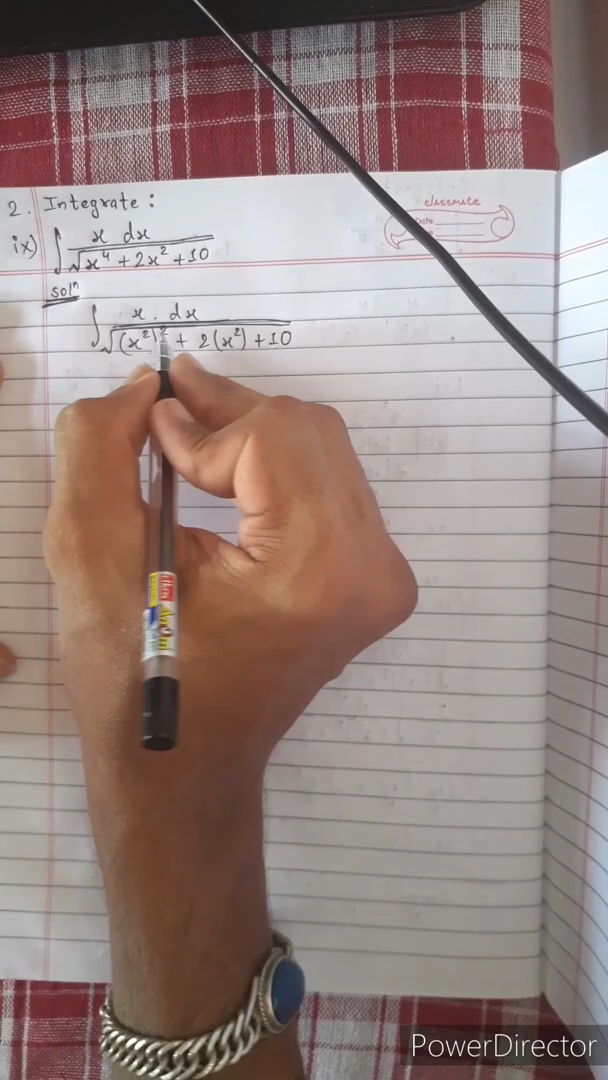 2. Integrate:
classmate
Date
ix) ∫ x dx / √x⁴ + 2x² + 10
solⁿ
∫ x. dx / √(x²)² + 2(x²) + 10
PowerDirector